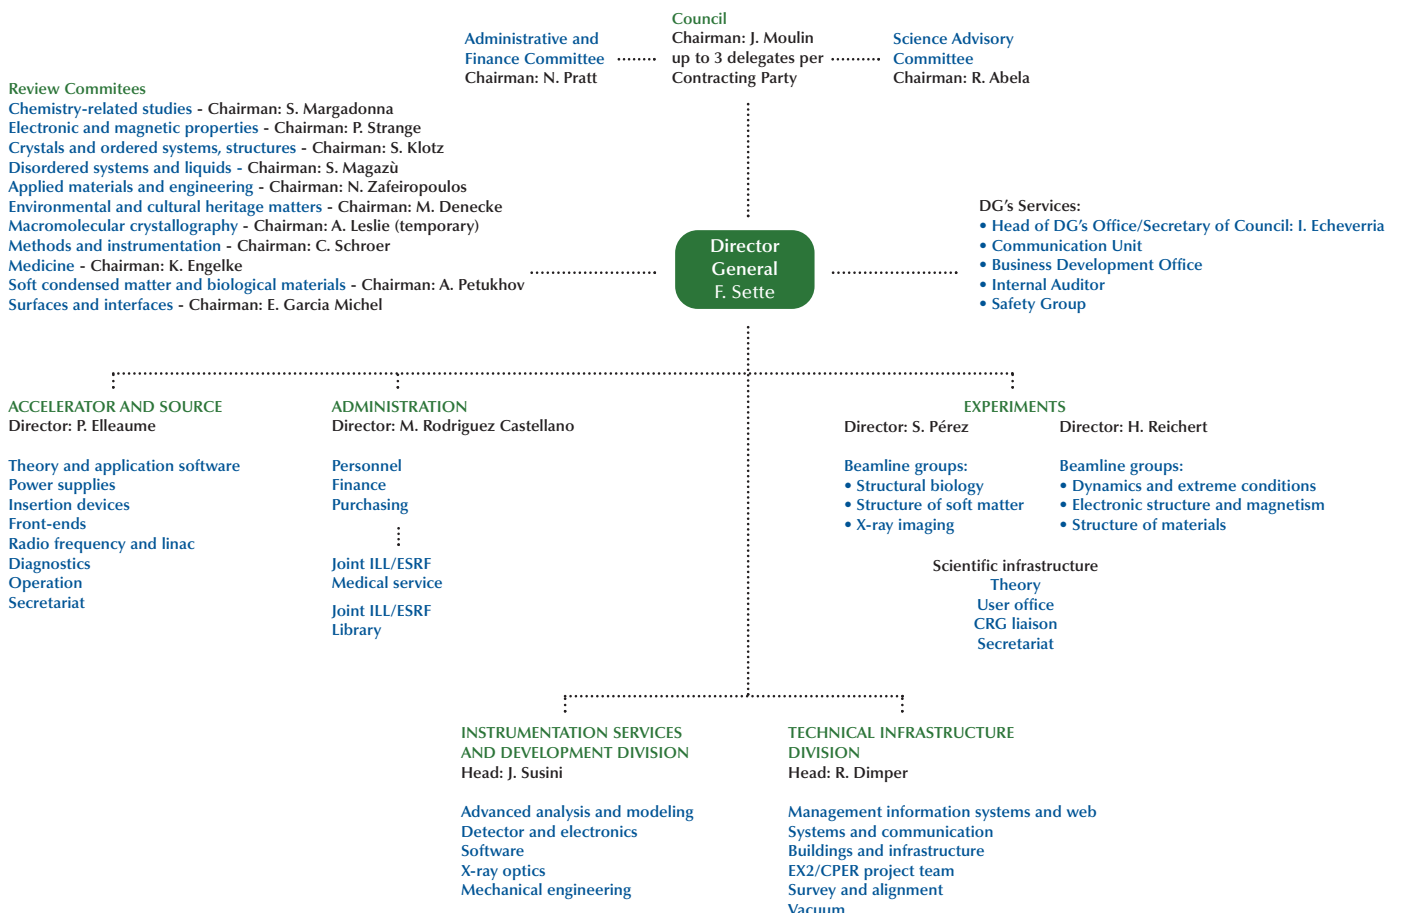 Council
Chairman: J. Moulin
up to 3 delegates per
Contracting Party
Administrative and
Finance Committee
Chairman: N. Pratt
Science Advisory
Committee
Chairman: R. Abela
Review Commitees
Chemistry-related studies - Chairman: S. Margadonna
Electronic and magnetic properties - Chairman: P. Strange
Crystals and ordered systems, structures - Chairman: S. Klotz
Disordered systems and liquids - Chairman: S. Magazù
Applied materials and engineering - Chairman: N. Zafeiropoulos
Environmental and cultural heritage matters - Chairman: M. Denecke
Macromolecular crystallography - Chairman: A. Leslie (temporary)
Methods and instrumentation - Chairman: C. Schroer
Medicine - Chairman: K. Engelke
Soft condensed matter and biological materials - Chairman: A. Petukhov
Surfaces and interfaces - Chairman: E. Garcia Michel
Director
General
F. Sette
DG's Services:
• Head of DG's Office/Secretary of Council: I. Echeverria
• Communication Unit
• Business Development Office
• Internal Auditor
• Safety Group
ACCELERATOR AND SOURCE
Director: P. Elleaume
Theory and application software
Power supplies
Insertion devices
Front-ends
Radio frequency and linac
Diagnostics
Operation
Secretariat
ADMINISTRATION
Director: M. Rodriguez Castellano
Personnel
Finance
Purchasing
Joint ILL/ESRF
Medical service
Joint ILL/ESRF
Library
EXPERIMENTS
Director: S. Pérez
Beamline groups:
• Structural biology
• Structure of soft matter
• X-ray imaging
Director: H. Reichert
Beamline groups:
• Dynamics and extreme conditions
• Electronic structure and magnetism
• Structure of materials
Scientific infrastructure
Theory
User office
CRG liaison
Secretariat
INSTRUMENTATION SERVICES
AND DEVELOPMENT DIVISION
Head: J. Susini
Advanced analysis and modeling
Detector and electronics
Software
X-ray optics
Mechanical engineering
TECHNICAL INFRASTRUCTURE
DIVISION
Head: R. Dimper
Management information systems and web
Systems and communication
Buildings and infrastructure
EX2/CPER project team
Survey and alignment
Vacuum